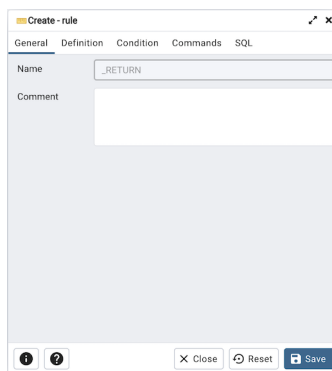 Create - rule
General Definition Condition Commands SQL
Name
_RETURN
Comment
Close Reset Save